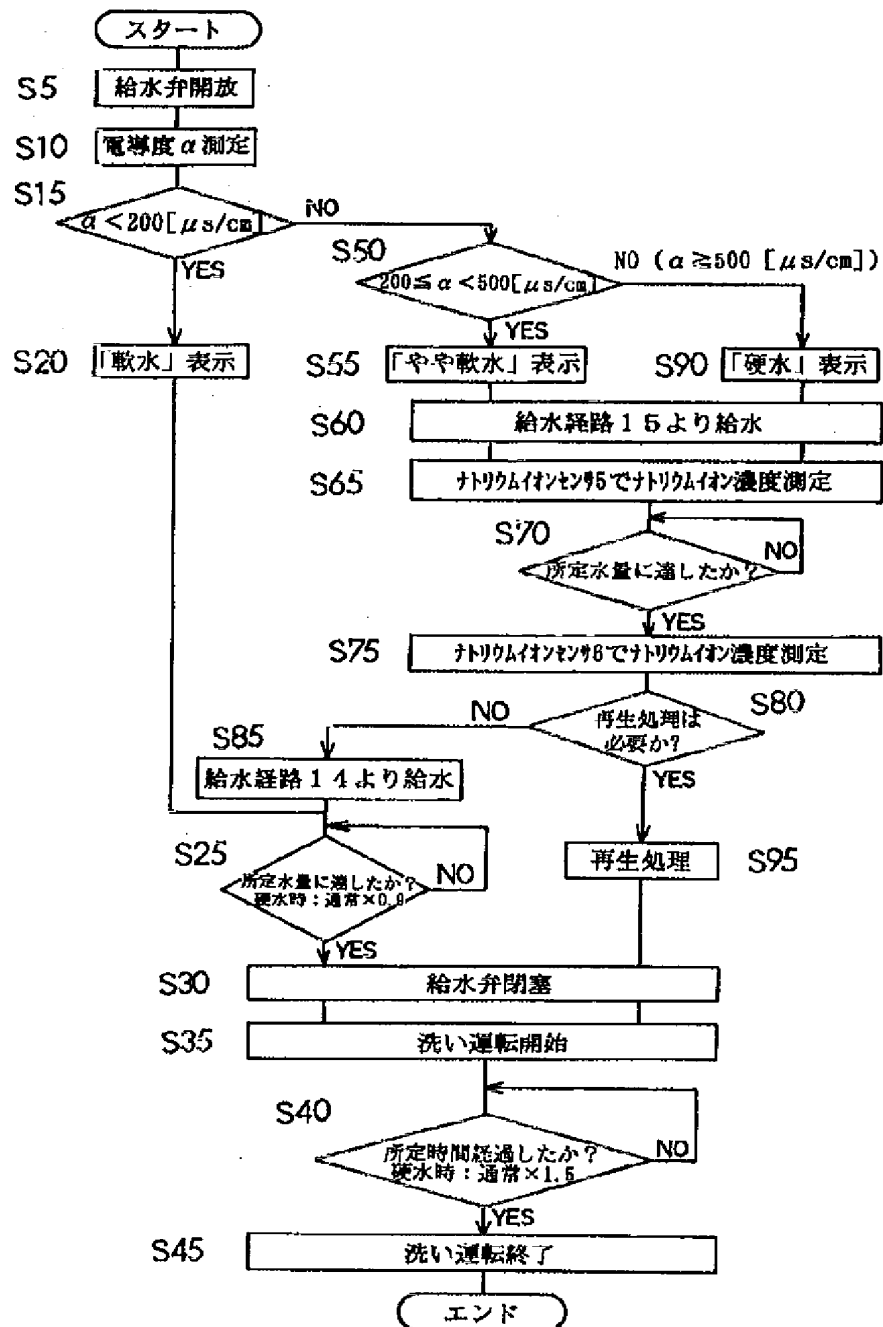 スタート
S5
給水弁開放
S10
電導度α測定
S15
α<200[μs/cm]
NO
YES
S50
200≦α<500[μs/cm]
NO (α≧500 [μs/cm])
YES
S20
「軟水」表示
S55
「やや軟水」表示
S90
「硬水」表示
S60
給水経路15より給水
S65
ナトリウムイオンセンサ5でナトリウムイオン濃度測定
S70
所定水量に達したか?
NO
YES
S75
ナトリウムイオンセンサ6でナトリウムイオン濃度測定
S80
再生処理は
必要か?
NO
YES
S85
給水経路14より給水
S95
再生処理
S25
所定水量に達したか?
硬水時:通常×0.9
NO
YES
S30
給水弁閉塞
S35
洗い運転開始
S40
所定時間経過したか?
硬水時:通常×1.5
NO
YES
S45
洗い運転終了
エンド